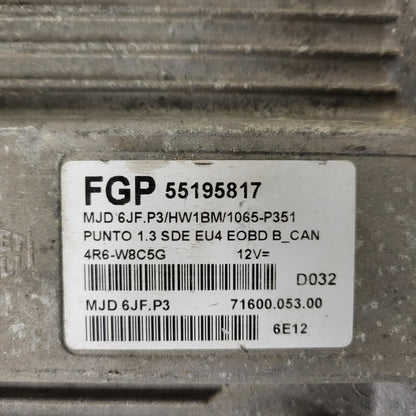 FGP 55195817
MJD 6JF.P3/HW1BM/1065-P351
PUNTO 1.3 SDE EU4 EOBD B_CAN
4R6-W8C5G 12V=
D032
MJD 6JF.P3 71600.053.00
6E12